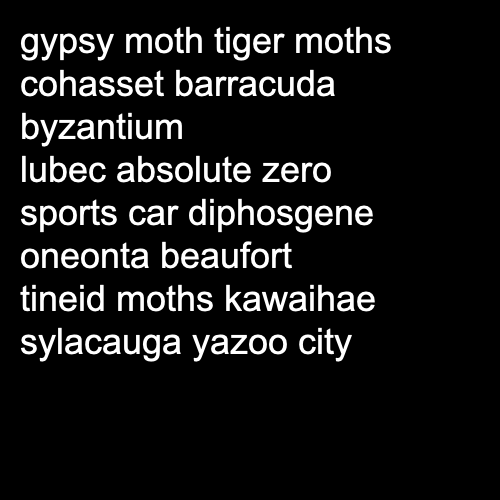 gypsy moth tiger moths
cohasset barracuda
byzantium
lubec absolute zero
sports car diphosgene
oneonta beaufort
tineid moths kawaihae
sylacauga yazoo city